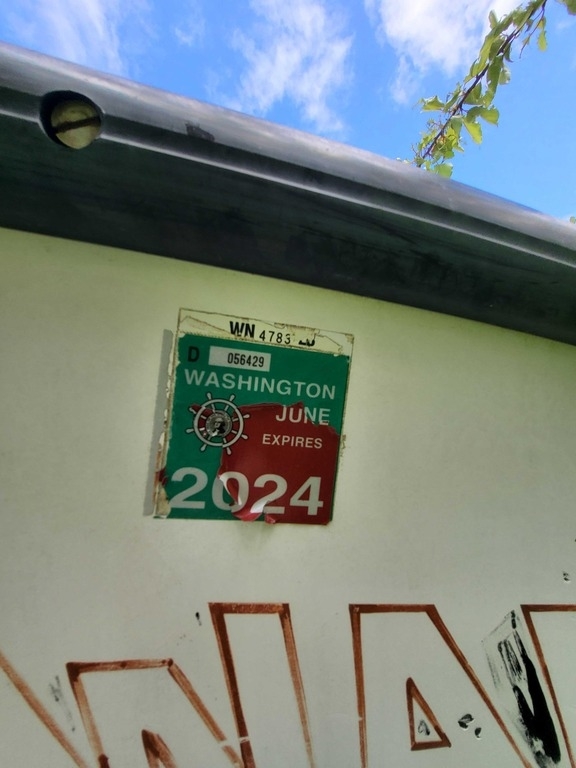 WN 4783
D 056429
WASHINGTON
JUNE
EXPIRES
2024